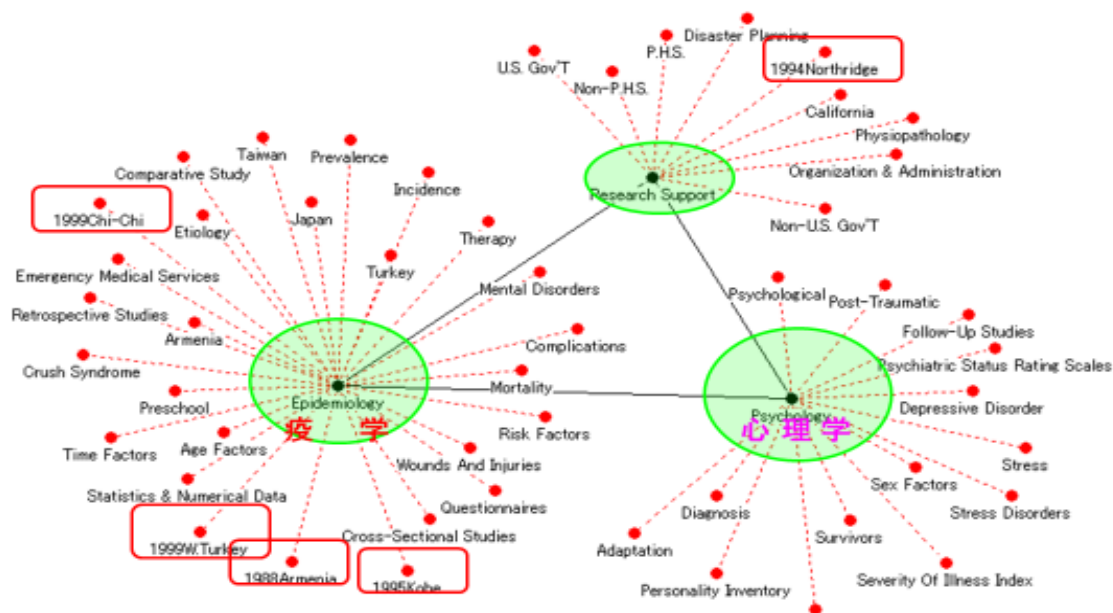 Disaster Planning
P.H.S.
U.S. Gov'T
1994Northridge
Non-P.H.S.
California
Physiopathology
Organization & Administration
Research Support
Non-U.S. Gov'T
Taiwan
Prevalence
Comparative Study
Incidence
1999Chi-Chi
Japan
Etiology
Therapy
Emergency Medical Services
Turkey
Mental Disorders
Retrospective Studies
Armenia
Complications
Crush Syndrome
Mortality
Preschool
Epidemiology
疫 学
Risk Factors
Time Factors
Age Factors
Wounds And Injuries
Statistics & Numerical Data
Questionnaires
Cross-Sectional Studies
1999W.Turkey
1988Armenia
1995Kobe
Psychological
Post-Traumatic
Follow-Up Studies
Psychiatric Status Rating Scales
Depressive Disorder
Psychology
心 理 学
Stress
Sex Factors
Stress Disorders
Diagnosis
Survivors
Adaptation
Severity Of Illness Index
Personality Inventory